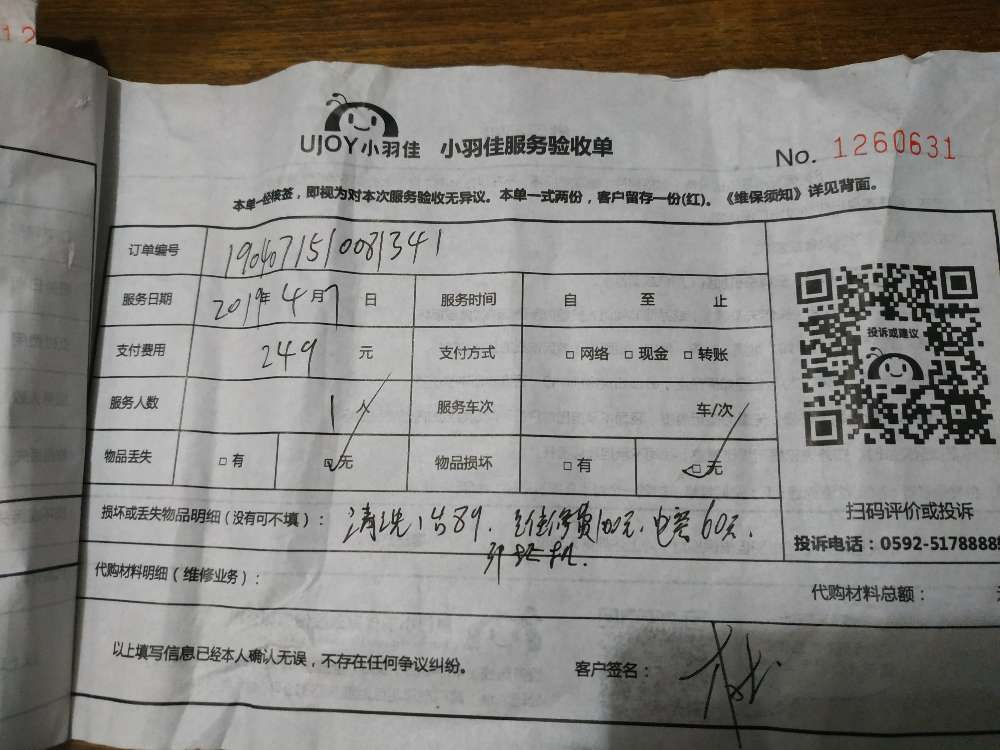 12
UJOY小羽佳 小羽佳服务验收单
No. 1260631
本单一经核签，即视为对本次服务验收无异议。本单一式两份，客户留存一份(红)。《维保须知》详见背面。
订单编号 1904071510081341
服务日期 2019年4月7日 服务时间 自 至 止
投诉或建议
支付费用 249 元 支付方式 □ 网络 □ 现金 □ 转账
服务人数 1人 服务车次 车/次
物品丢失 □ 有 □ 无 物品损坏 □ 有 □ 无
扫码评价或投诉
损坏或丢失物品明细（没有可不填）： 清洗1台89. 维修费100元. 电容60元.
投诉电话：0592-5178888
代购材料明细（维修业务）：
代购材料总额：
以上填写信息已经本人确认无误，不存在任何争议纠纷。 客户签名：